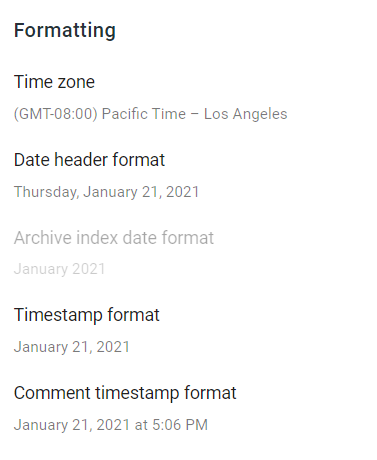 Formatting
Time zone
(GMT-08:00) Pacific Time – Los Angeles
Date header format
Thursday, January 21, 2021
Archive index date format
January 2021
Timestamp format
January 21, 2021
Comment timestamp format
January 21, 2021 at 5:06 PM